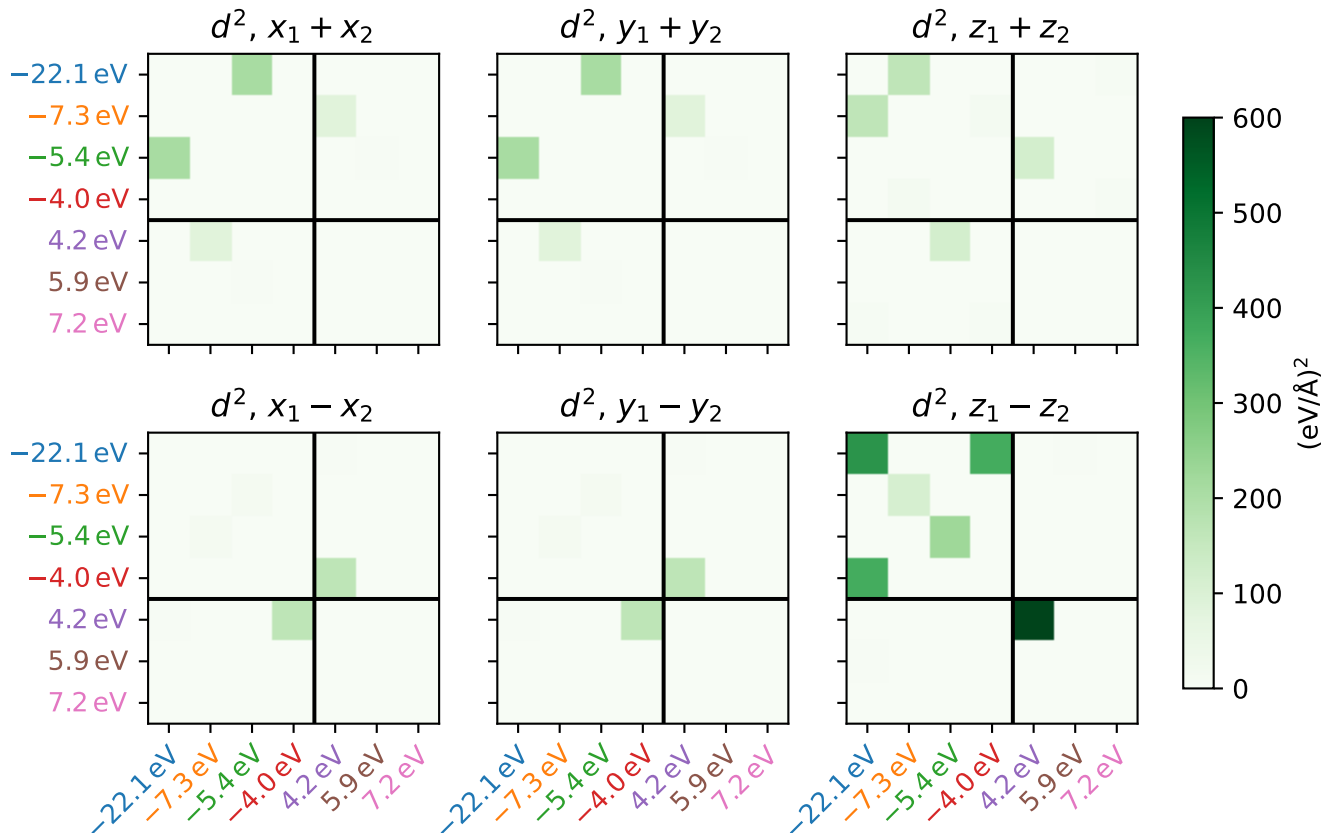 d², x₁ + x₂
d², y₁ + y₂
d², z₁ + z₂
−22.1 eV
−7.3 eV
−5.4 eV
−4.0 eV
4.2 eV
5.9 eV
7.2 eV
600
500
400
300
200
100
0
(eV/Å)²
d², x₁ − x₂
d², y₁ − y₂
d², z₁ − z₂
−22.1 eV
−7.3 eV
−5.4 eV
−4.0 eV
4.2 eV
5.9 eV
7.2 eV
−22.1 eV
−7.3 eV
−5.4 eV
−4.0 eV
4.2 eV
5.9 eV
7.2 eV
−22.1 eV
−7.3 eV
−5.4 eV
−4.0 eV
4.2 eV
5.9 eV
7.2 eV
−22.1 eV
−7.3 eV
−5.4 eV
−4.0 eV
4.2 eV
5.9 eV
7.2 eV